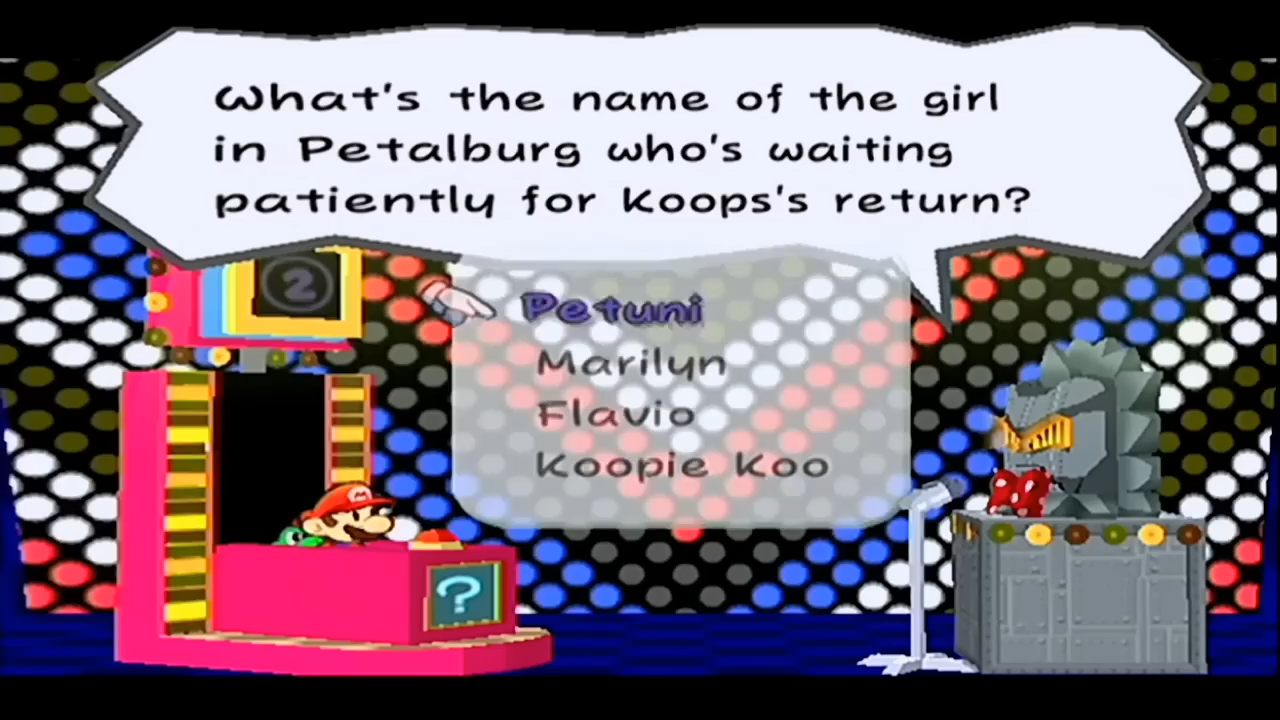 What's the name of the girl
in Petalburg who's waiting
patiently for Koops's return?
2
Petuni
Marilyn
Flavio
Koopie Koo
M
?